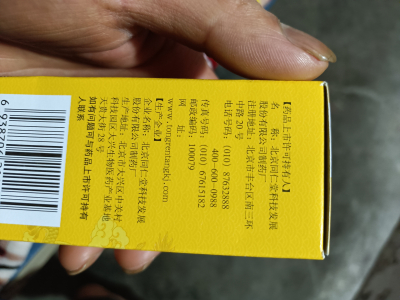 【药品上市许可持有人】
名　称：北京同仁堂科技发展
股份有限公司制药厂
注册地址：北京市丰台区南三环
中路20号
电话号码：(010) 87632888
400-600-0988
传真号码：(010) 67615182
邮政编码：100079
网　址：
www.tongrentangkj.com
【生产企业】
企业名称：北京同仁堂科技发展
股份有限公司制药厂
生产地址：北京市大兴区中关村
科技园区大兴生物医药产业基地
天贵大街28号
如有问题可与药品上市许可持有
人联系